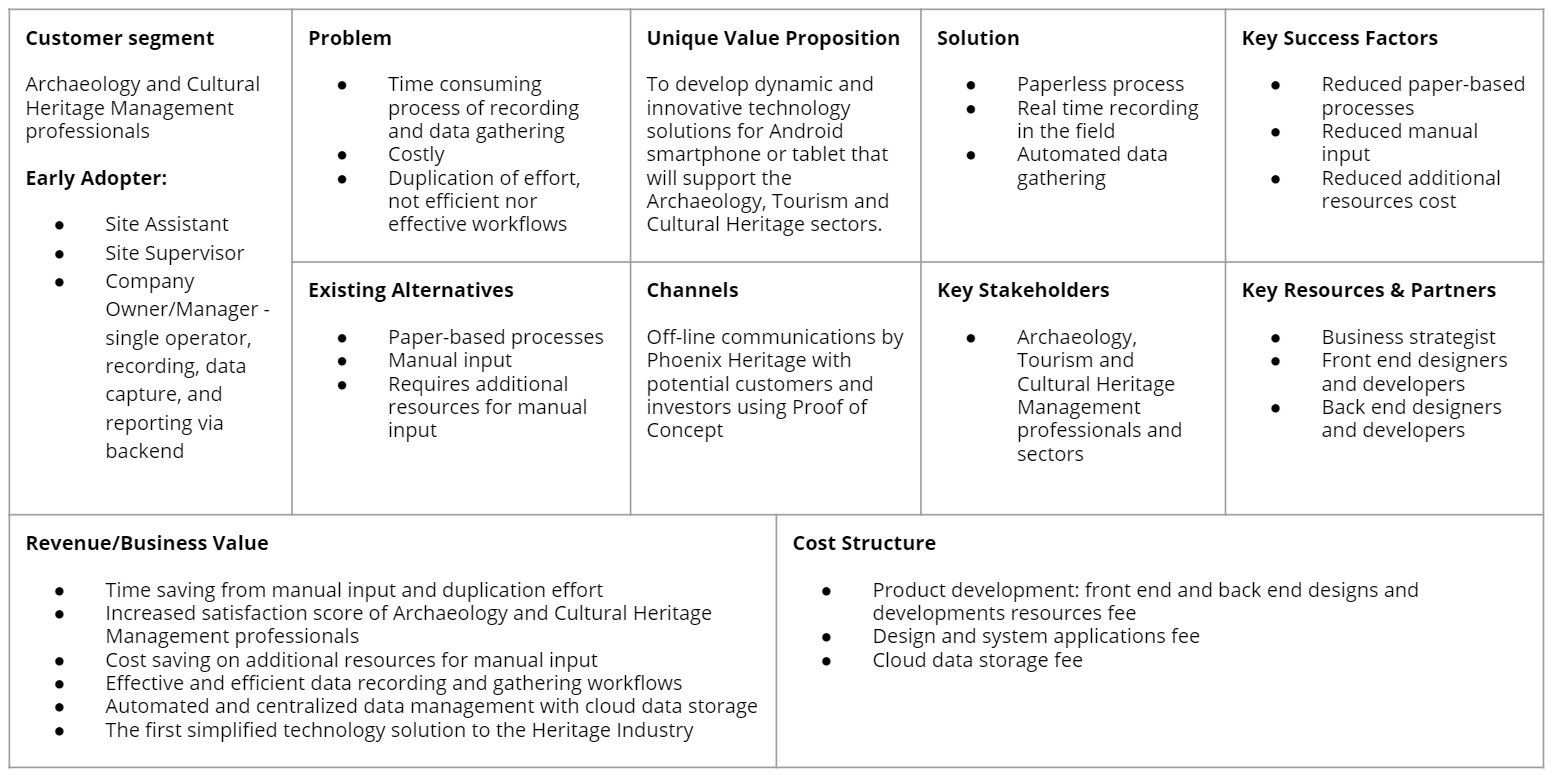 Customer segment
Archaeology and Cultural
Heritage Management
professionals
Early Adopter:
● Site Assistant
● Site Supervisor
● Company
Owner/Manager -
single operator,
recording, data
capture, and
reporting via
backend
Problem
● Time consuming
process of recording
and data gathering
● Costly
● Duplication of effort,
not efficient nor
effective workflows
Unique Value Proposition
To develop dynamic and
innovative technology
solutions for Android
smartphone or tablet that
will support the
Archaeology, Tourism and
Cultural Heritage sectors.
Solution
● Paperless process
● Real time recording
in the field
● Automated data
gathering
Key Success Factors
● Reduced paper-based
processes
● Reduced manual
input
● Reduced additional
resources cost
Existing Alternatives
● Paper-based processes
● Manual input
● Requires additional
resources for manual
input
Channels
Off-line communications by
Phoenix Heritage with
potential customers and
investors using Proof of
Concept
Key Stakeholders
● Archaeology,
Tourism and
Cultural Heritage
Management
professionals and
sectors
Key Resources & Partners
● Business strategist
● Front end designers
and developers
● Back end designers
and developers
Revenue/Business Value
● Time saving from manual input and duplication effort
● Increased satisfaction score of Archaeology and Cultural Heritage
Management professionals
● Cost saving on additional resources for manual input
● Effective and efficient data recording and gathering workflows
● Automated and centralized data management with cloud data storage
● The first simplified technology solution to the Heritage Industry
Cost Structure
● Product development: front end and back end designs and
developments resources fee
● Design and system applications fee
● Cloud data storage fee